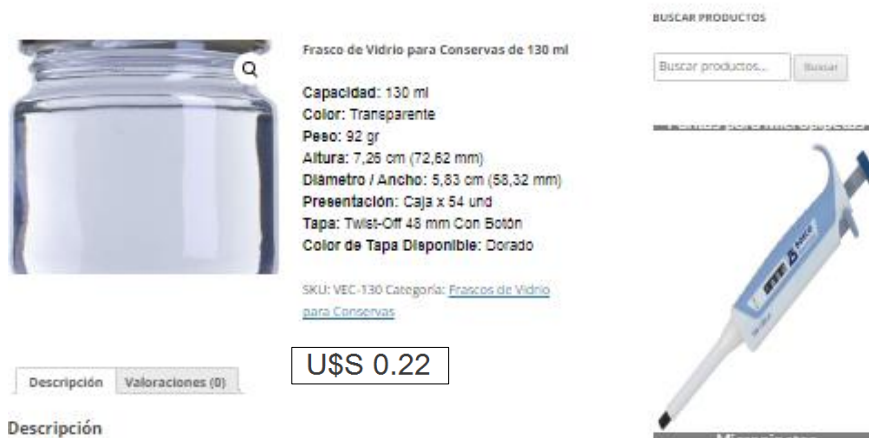 BUSCAR PRODUCTOS
Buscar productos...
Buscar
Frasco de Vidrio para Conservas de 130 ml
Capacidad: 130 ml
Color: Transparente
Peso: 92 gr
Altura: 7,26 cm (72,62 mm)
Diámetro / Ancho: 5,83 cm (58,32 mm)
Presentación: Caja x 54 und
Tapa: Twist-Off 48 mm Con Botón
Color de Tapa Disponible: Dorado
SKU: VEC-130 Categoría: Frascos de Vidrio
para Conservas
U$S 0.22
Descripción
Valoraciones (0)
Descripción
Puntas para Micropipetas